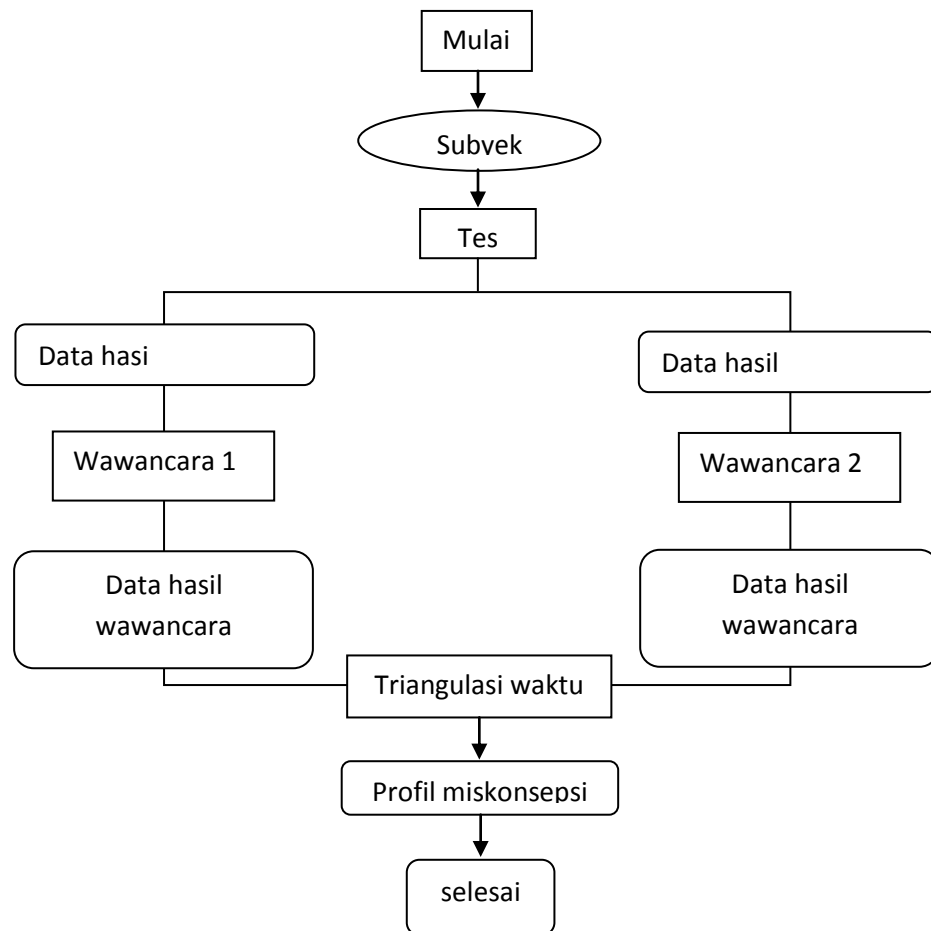 Mulai
Subyek
Tes
Data hasi
Data hasil
Wawancara 1
Wawancara 2
Data hasil
wawancara
Data hasil
wawancara
Triangulasi waktu
Profil miskonsepsi
selesai